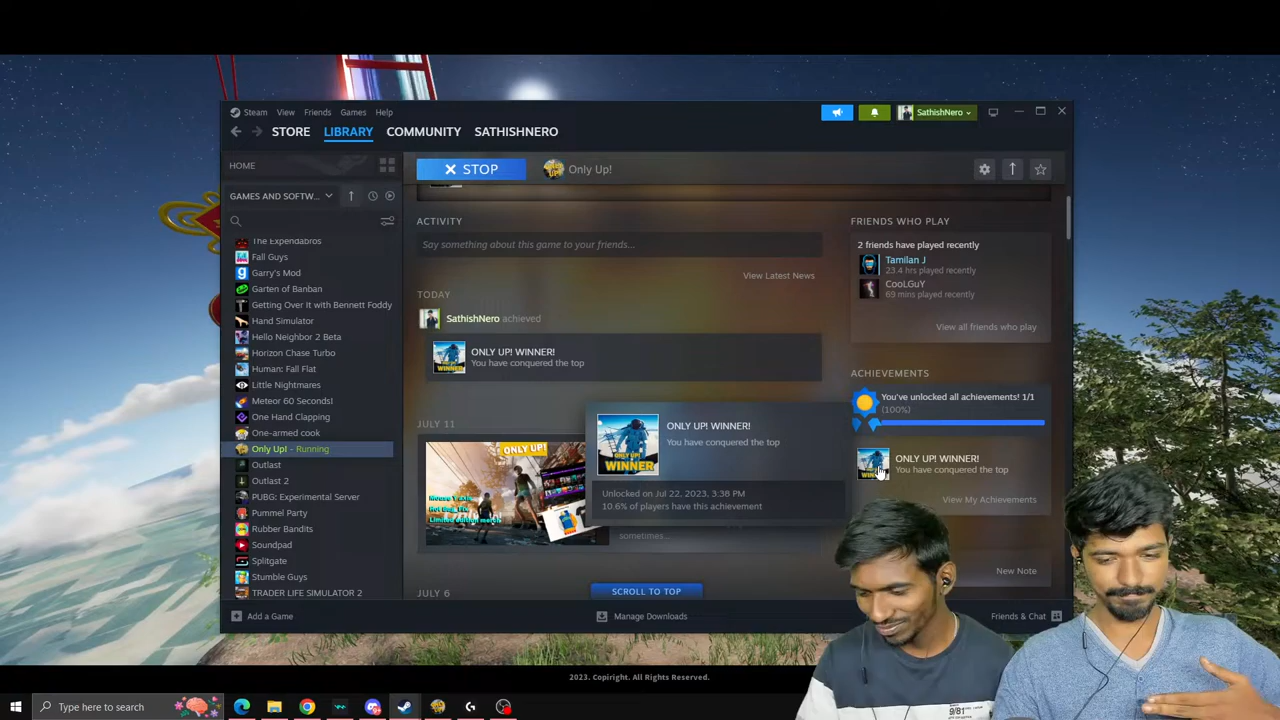 Steam View Friends Games Help
SathishNero
STORE LIBRARY COMMUNITY SATHISHNERO
HOME
STOP
Only Up!
GAMES AND SOFTW...
The Expendabros
Fall Guys
Garry's Mod
Garten of Banban
Getting Over It with Bennett Foddy
Hand Simulator
Hello Neighbor 2 Beta
Horizon Chase Turbo
Human: Fall Flat
Little Nightmares
Meteor 60 Seconds!
One Hand Clapping
One-armed cook
Only Up! - Running
Outlast
Outlast 2
PUBG: Experimental Server
Pummel Party
Rubber Bandits
Soundpad
Splitgate
Stumble Guys
TRADER LIFE SIMULATOR 2
ACTIVITY
Say something about this game to your friends...
View Latest News
TODAY
SathishNero achieved
ONLY UP! WINNER!
You have conquered the top
JULY 11
ONLY UP!
ONLY UP!
WINNER
ONLY UP! WINNER!
You have conquered the top
Unlocked on Jul 22, 2023, 3:38 PM
10.6% of players have this achievement
sometimes...
JULY 6
SCROLL TO TOP
FRIENDS WHO PLAY
2 friends have played recently
Tamilan J
23.4 hrs played recently
CooLGuY
69 mins played recently
View all friends who play
ACHIEVEMENTS
You've unlocked all achievements! 1/1
(100%)
ONLY UP! WINNER!
You have conquered the top
View My Achievements
New Note
Add a Game
Manage Downloads
Friends & Chat
2023. Copiright. All Rights Reserved.
Type here to search
9/81